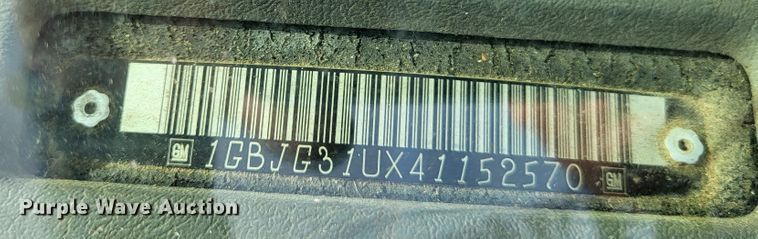 GM 1GBJG31UX41152570 GM
Purple Wave Auction